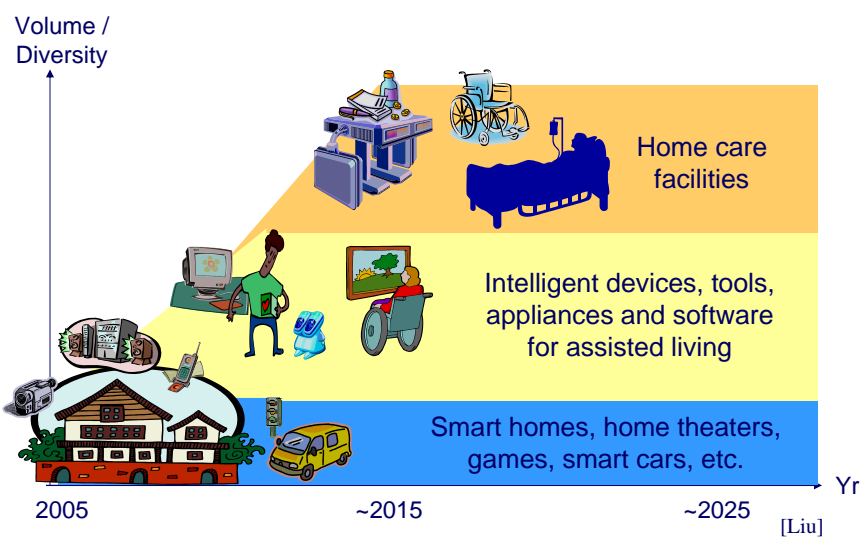 Volume /
Diversity
Home care
facilities
Intelligent devices, tools,
appliances and software
for assisted living
Smart homes, home theaters,
games, smart cars, etc.
Yr
2005
~2015
~2025
[Liu]